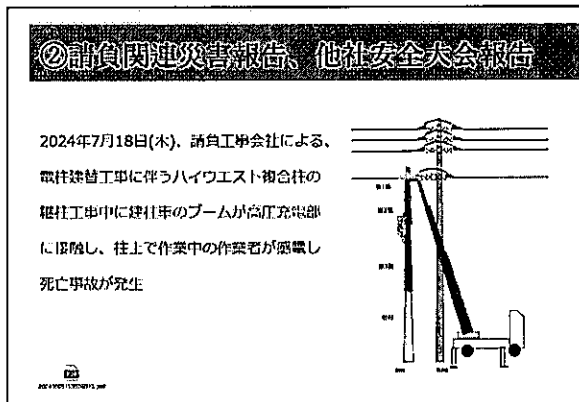 ②請負関連災害報告、他社安全大会報告
2024年7月18日(木)、請負工事会社による、
電柱建替工事に伴うハイウエスト複合柱の
継柱工事中に建柱車のブームが高圧充電部
に接触し、柱上で作業中の作業者が感電し
死亡事故が発生